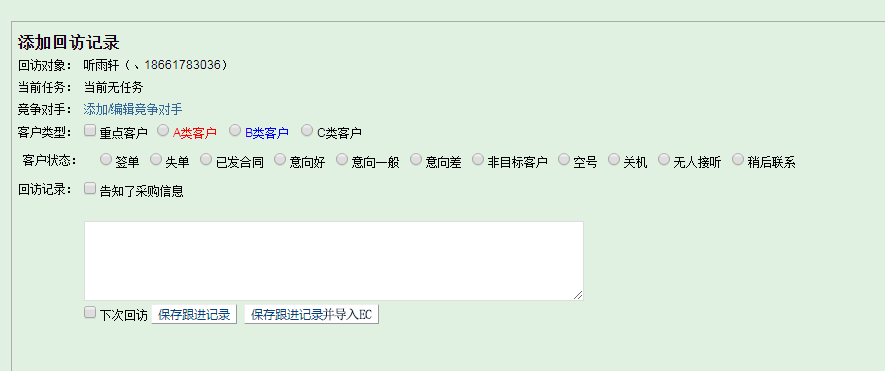 添加回访记录
回访对象： 听雨轩（、18661783036）
当前任务： 当前无任务
竞争对手： 添加/编辑竞争对手
客户类型： 重点客户 A类客户 B类客户 C类客户
客户状态： 签单 失单 已发合同 意向好 意向一般 意向差 非目标客户 空号 关机 无人接听 稍后联系
回访记录： 告知了采购信息
下次回访 保存跟进记录 保存跟进记录并导入EC